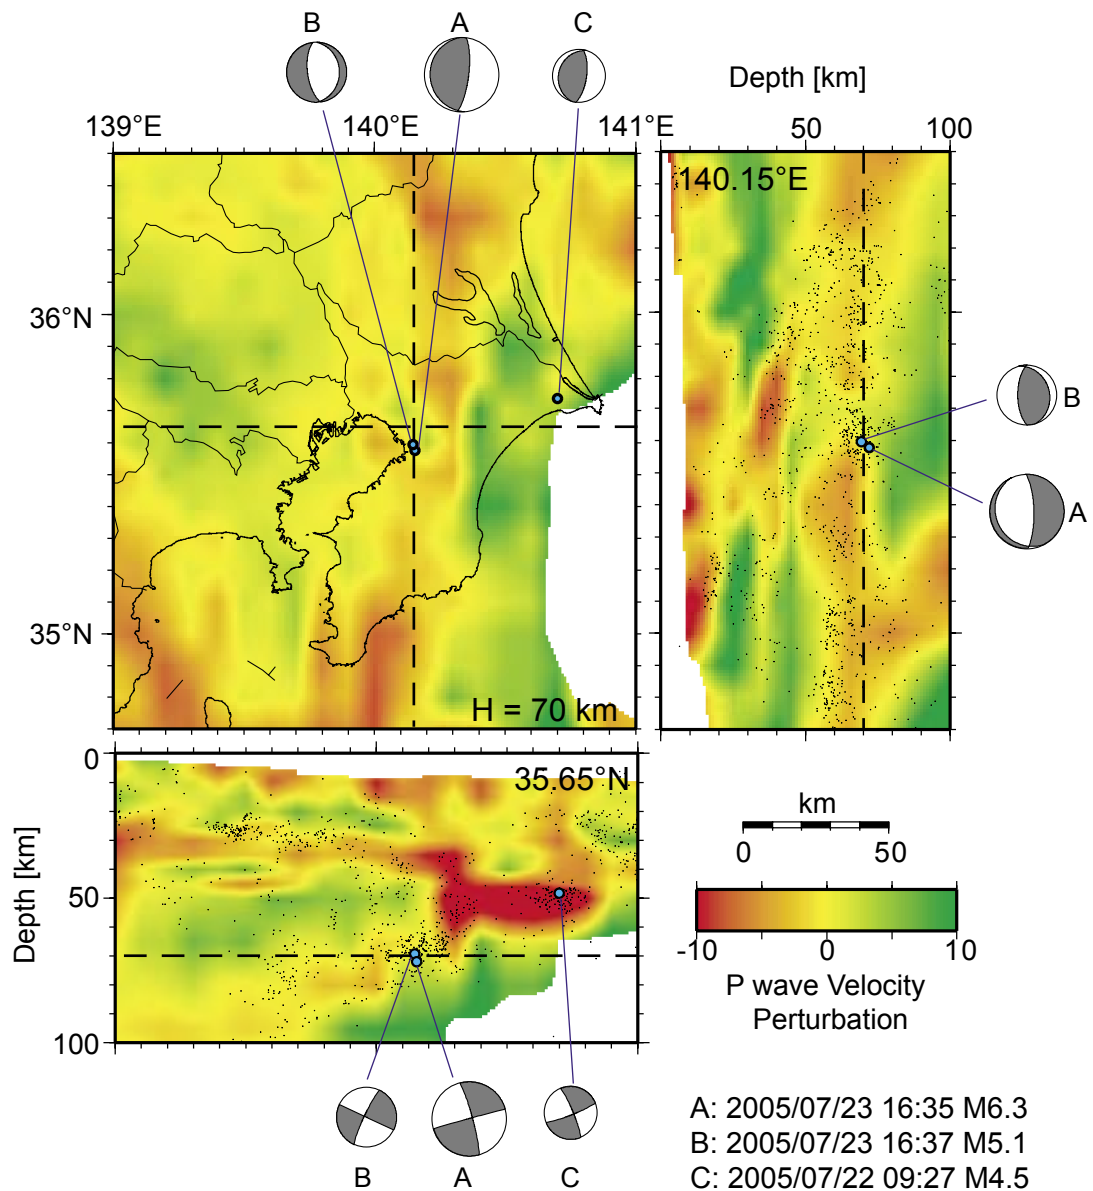 B A C
Depth [km]
139°E 140°E 141°E 50 100
140.15°E
36°N
B
A
35°N
H = 70 km
0
35.65°N
km
0 50
Depth [km]
50
-10 0 10
P wave Velocity
Perturbation
100
B A C
A: 2005/07/23 16:35 M6.3
B: 2005/07/23 16:37 M5.1
C: 2005/07/22 09:27 M4.5